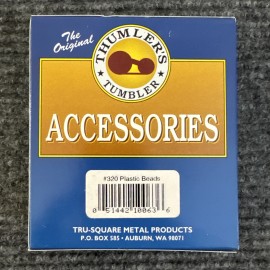 The Original
THUMLER'S
TUMBLER
ACCESSORIES
#320 Plastic Beads
0 51442 10063 6
TRU-SQUARE METAL PRODUCTS
P.O. BOX 585 • AUBURN, WA 98071